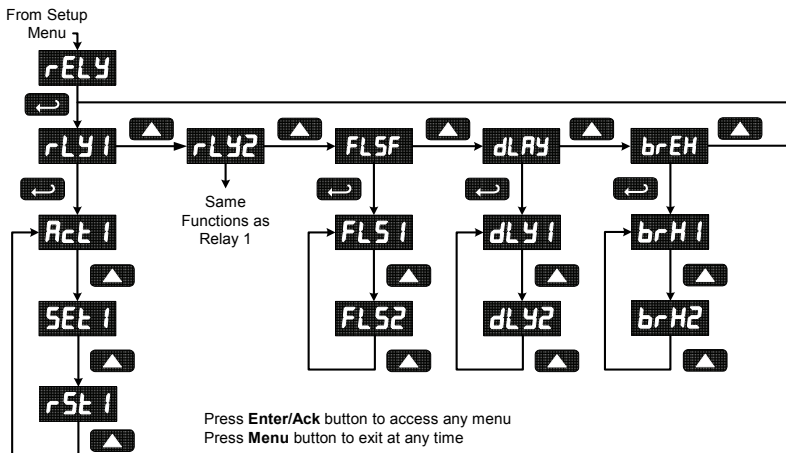 From Setup
Menu
rELY
rLY1 rLY2 FLSF dLAY brEH
Same
Functions as
Relay 1
Act1 FLS1 dLY1 brH1
SEt1 FLS2 dLY2 brH2
rSt1
Press Enter/Ack button to access any menu
Press Menu button to exit at any time